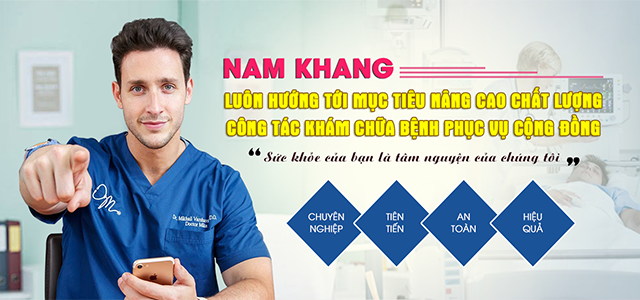 NAM KHANG
LUÔN HƯỚNG TỚI MỤC TIÊU NÂNG CAO CHẤT LƯỢNG
CÔNG TÁC KHÁM CHỮA BỆNH PHỤC VỤ CỘNG ĐỒNG
“ Sức khỏe của bạn là tâm nguyện của chúng tôi ”
CHUYÊN
NGHIỆP
TIÊN
TIẾN
AN
TOÀN
HIỆU
QUẢ
Doctor Mike